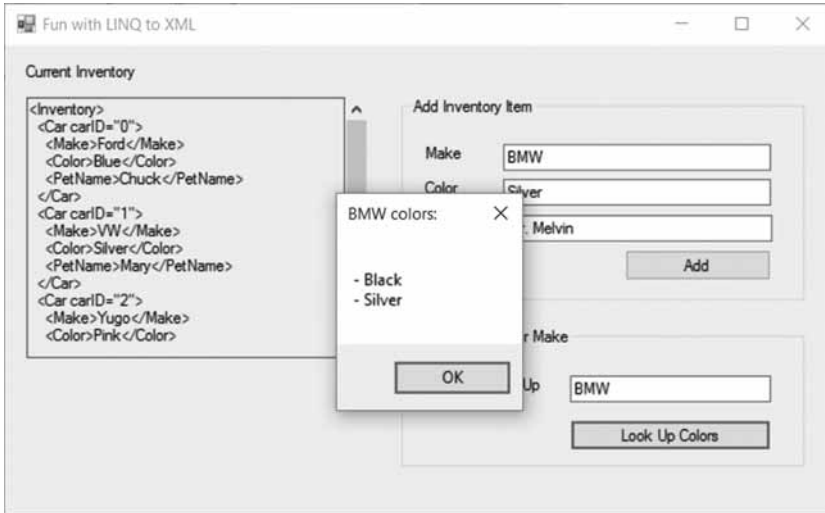 Fun with LINQ to XML
Current Inventory
<Inventory>
<Car carID="0">
<Make>Ford</Make>
<Color>Blue</Color>
<PetName>Chuck</PetName>
</Car>
<Car carID="1">
<Make>VW</Make>
<Color>Silver</Color>
<PetName>Mary</PetName>
</Car>
<Car carID="2">
<Make>Yugo</Make>
<Color>Pink</Color>
Add Inventory Item
Make BMW
Color Silver
. Melvin
Add
BMW colors:
- Black
- Silver
OK
r Make
Up BMW
Look Up Colors